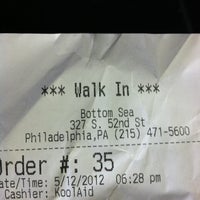 *** Walk In ***
Bottom Sea
327 S. 52nd St
Philadelphia,PA (215) 471-5600
Order #: 35
Date/Time: 5/12/2012 06:28 pm
Cashier: KoolAid